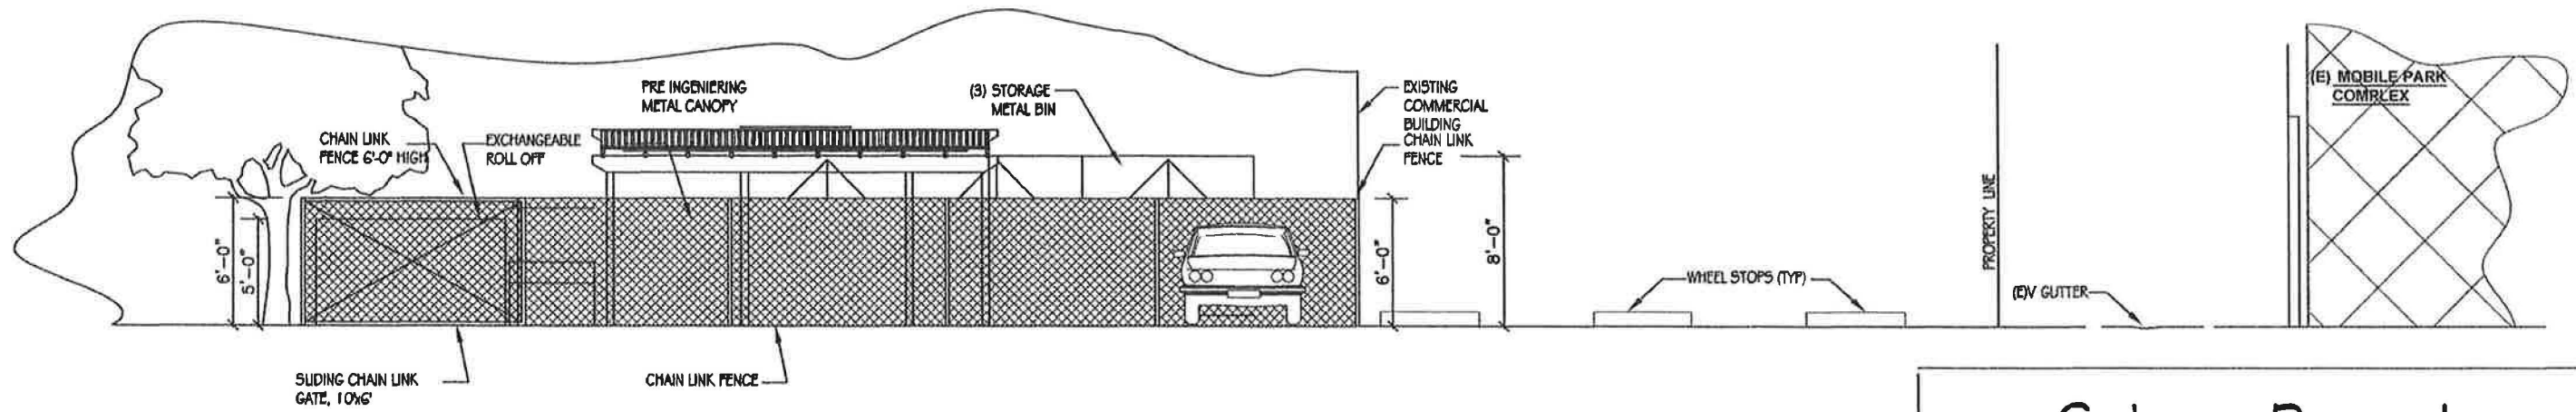 PRE INGENIERING
METAL CANOPY
(3) STORAGE
METAL BIN
EXISTING
COMMERCIAL
BUILDING
CHAIN LINK
FENCE
(E) MOBILE PARK
COMPLEX
CHAIN LINK
FENCE 6'-0" HIGH
EXCHANGEABLE
ROLL OFF
6'-0"
5'-0"
6'-0"
8'-0"
PROPERTY LINE
WHEEL STOPS (TYP)
(E)V GUTTER
SLIDING CHAIN LINK
GATE, 10'x6'
CHAIN LINK FENCE